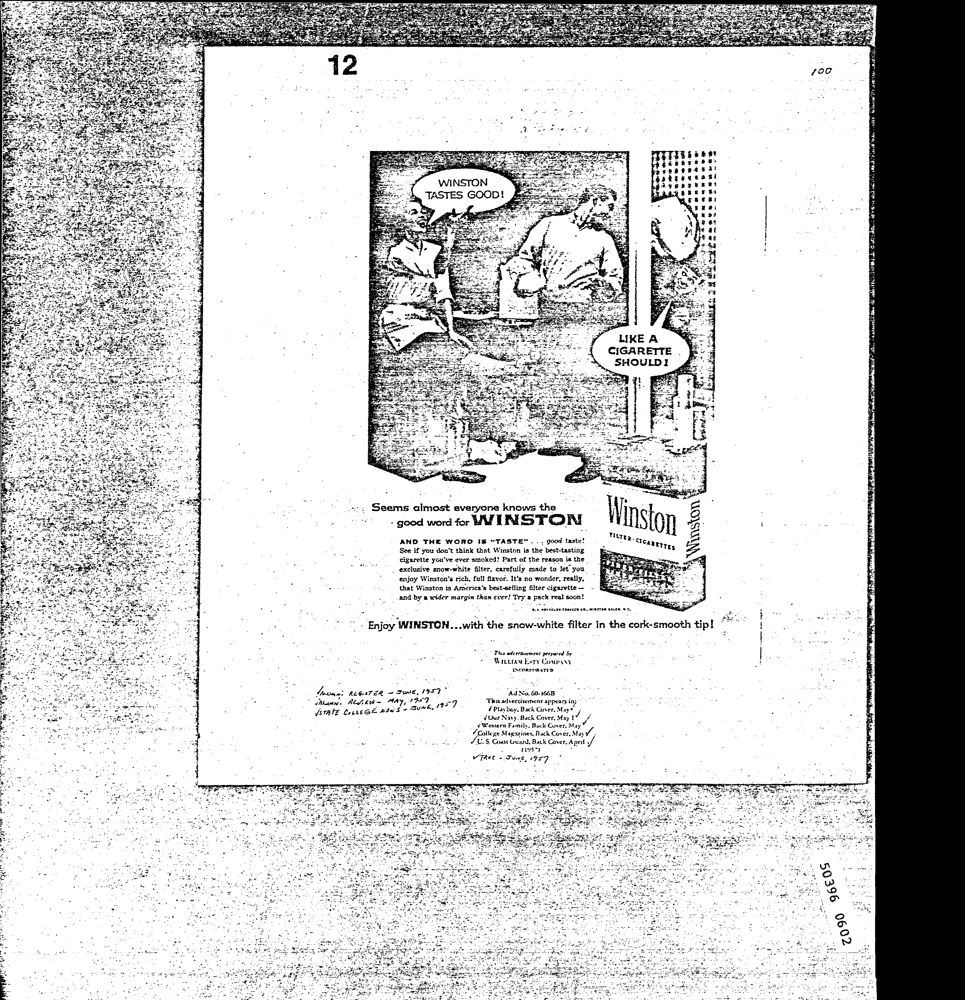 12
100
WINSTON
TASTES GOOD!
LIKE A
CIGARETTE
SHOULD!
Seems almost everyone knows the
good word for WINSTON
Winston
FILTER-CIGARETTES
Winston
AND THE WORD IS "TASTE" . . . good taste!
See if you don't think that Winston is the best-tasting
cigarette you've ever smoked! Part of the reason is the
exclusive snow-white filter, carefully made to let you
enjoy Winston's rich, full flavor. It's no wonder, really,
that Winston is America's best-selling filter cigarette—
and by a wider margin than ever! Try a pack real soon!
R. J. REYNOLDS TOBACCO CO., WINSTON-SALEM, N.C.
Enjoy WINSTON...with the snow-white filter in the cork-smooth tip!
This advertisement prepared by
WILLIAM ESTY COMPANY
INCORPORATED
REGISTER - JUNE, 1957
REVIEW - MAY, 1957
STATE COLLEGE NEWS - JUNE, 1957
Ad No. 60-166B
This advertisement appears in:
Playboy, Back Cover, May
Our Navy, Back Cover, May 1
Western Family, Back Cover, May
College Magazines, Back Cover, May
U. S. Coast Guard, Back Cover, April
(1957)
TRUE - JUNE, 1957
50396 0602